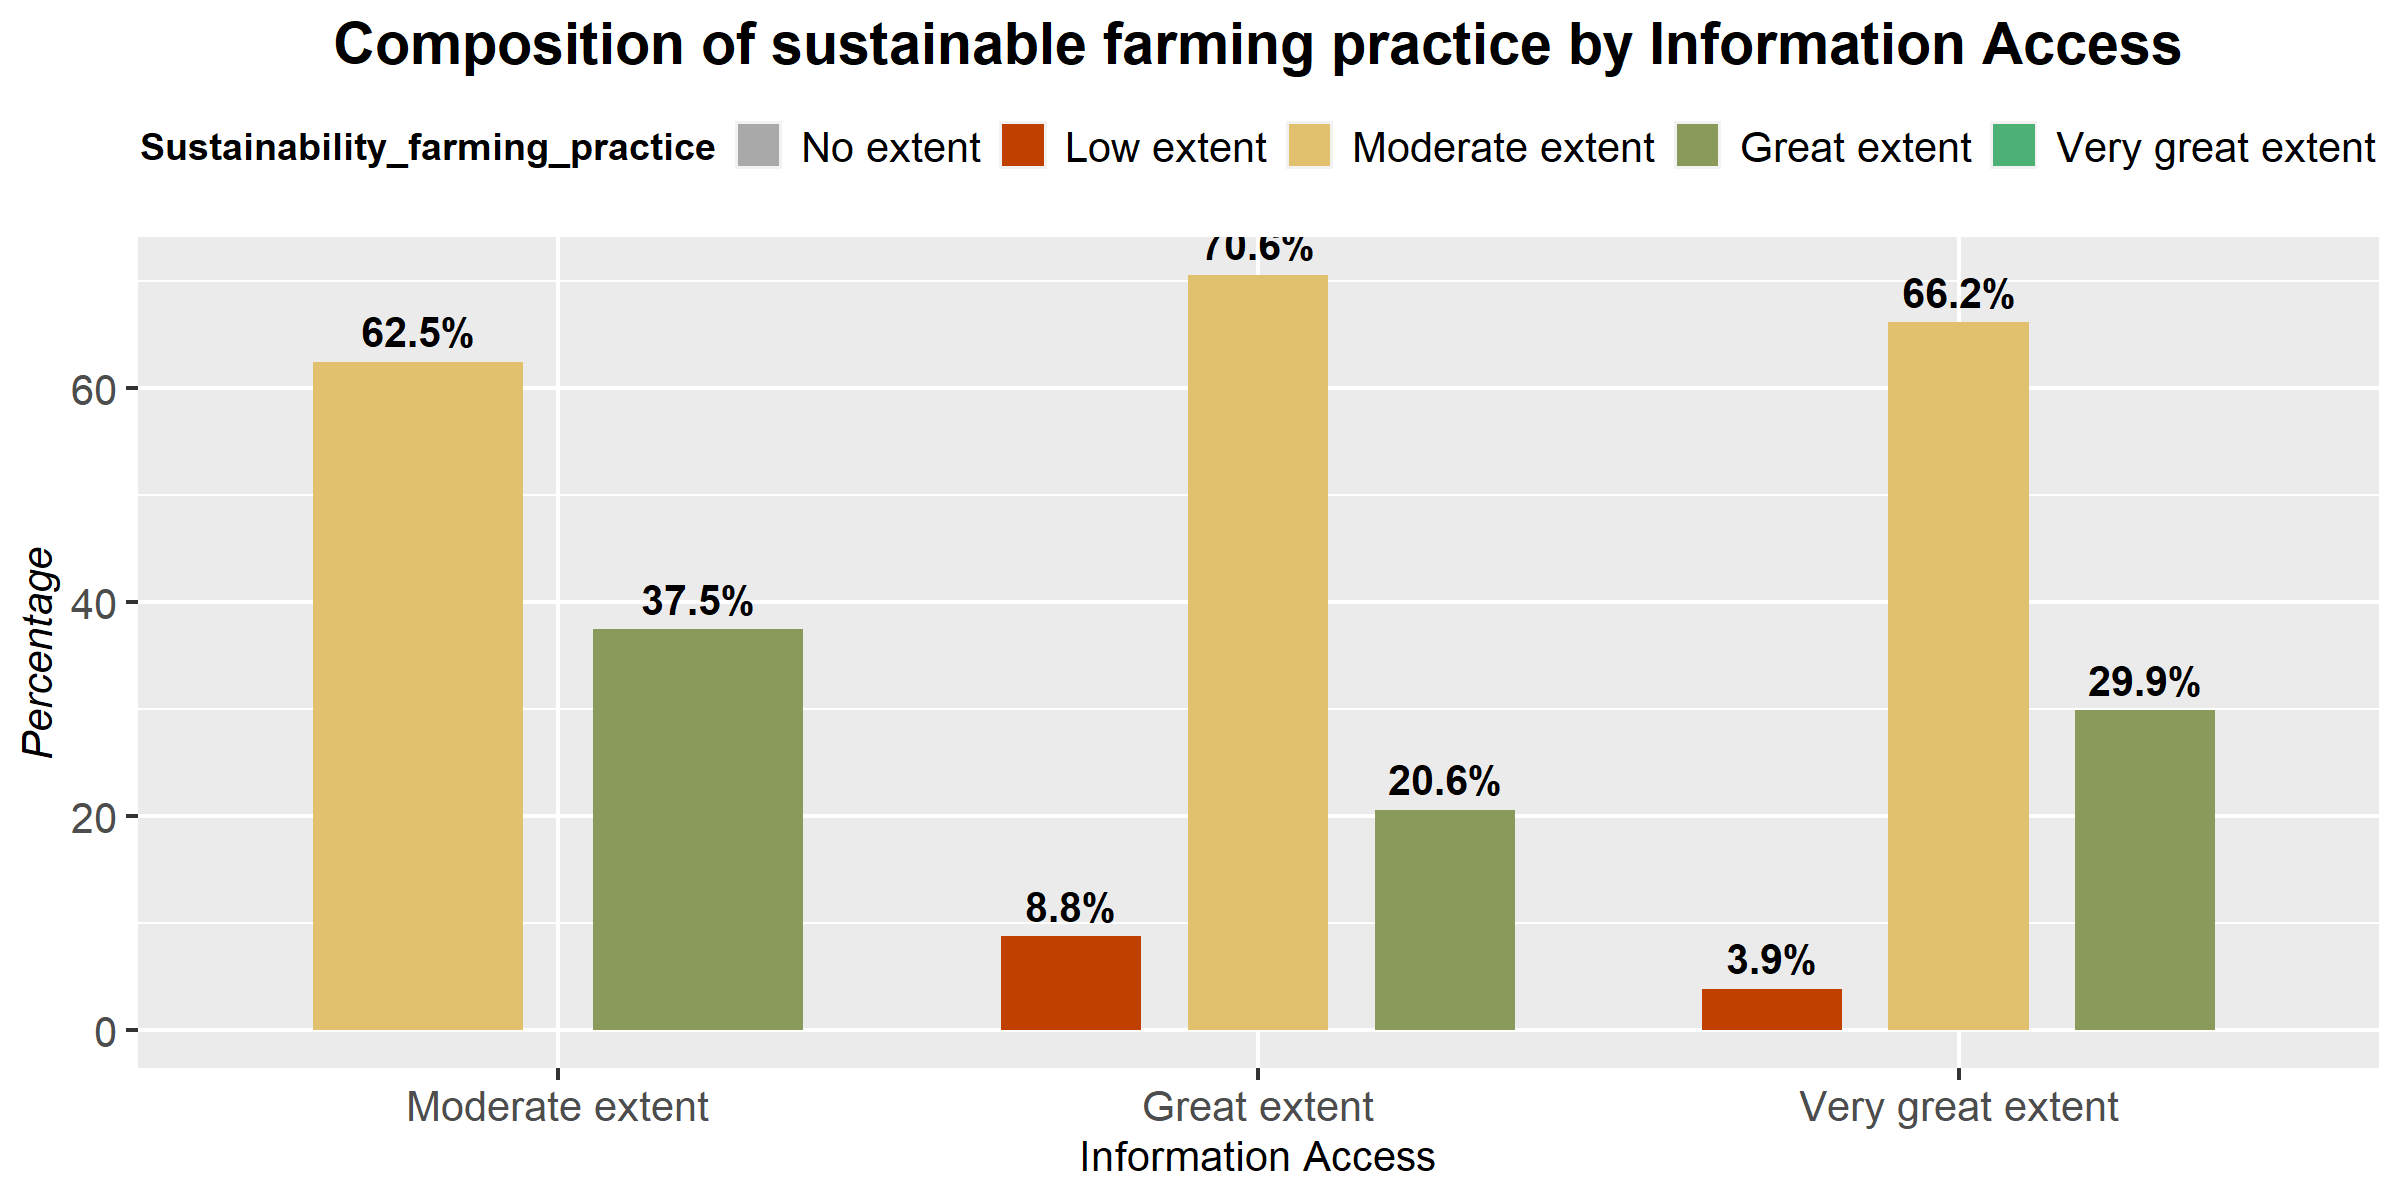 Composition of sustainable farming practice by Information Access
Sustainability_farming_practice No extent Low extent Moderate extent Great extent Very great extent
70.6%
66.2%
62.5%
60
37.5%
40
29.9%
20.6%
20
8.8%
3.9%
0
Percentage
Moderate extent Great extent Very great extent
Information Access